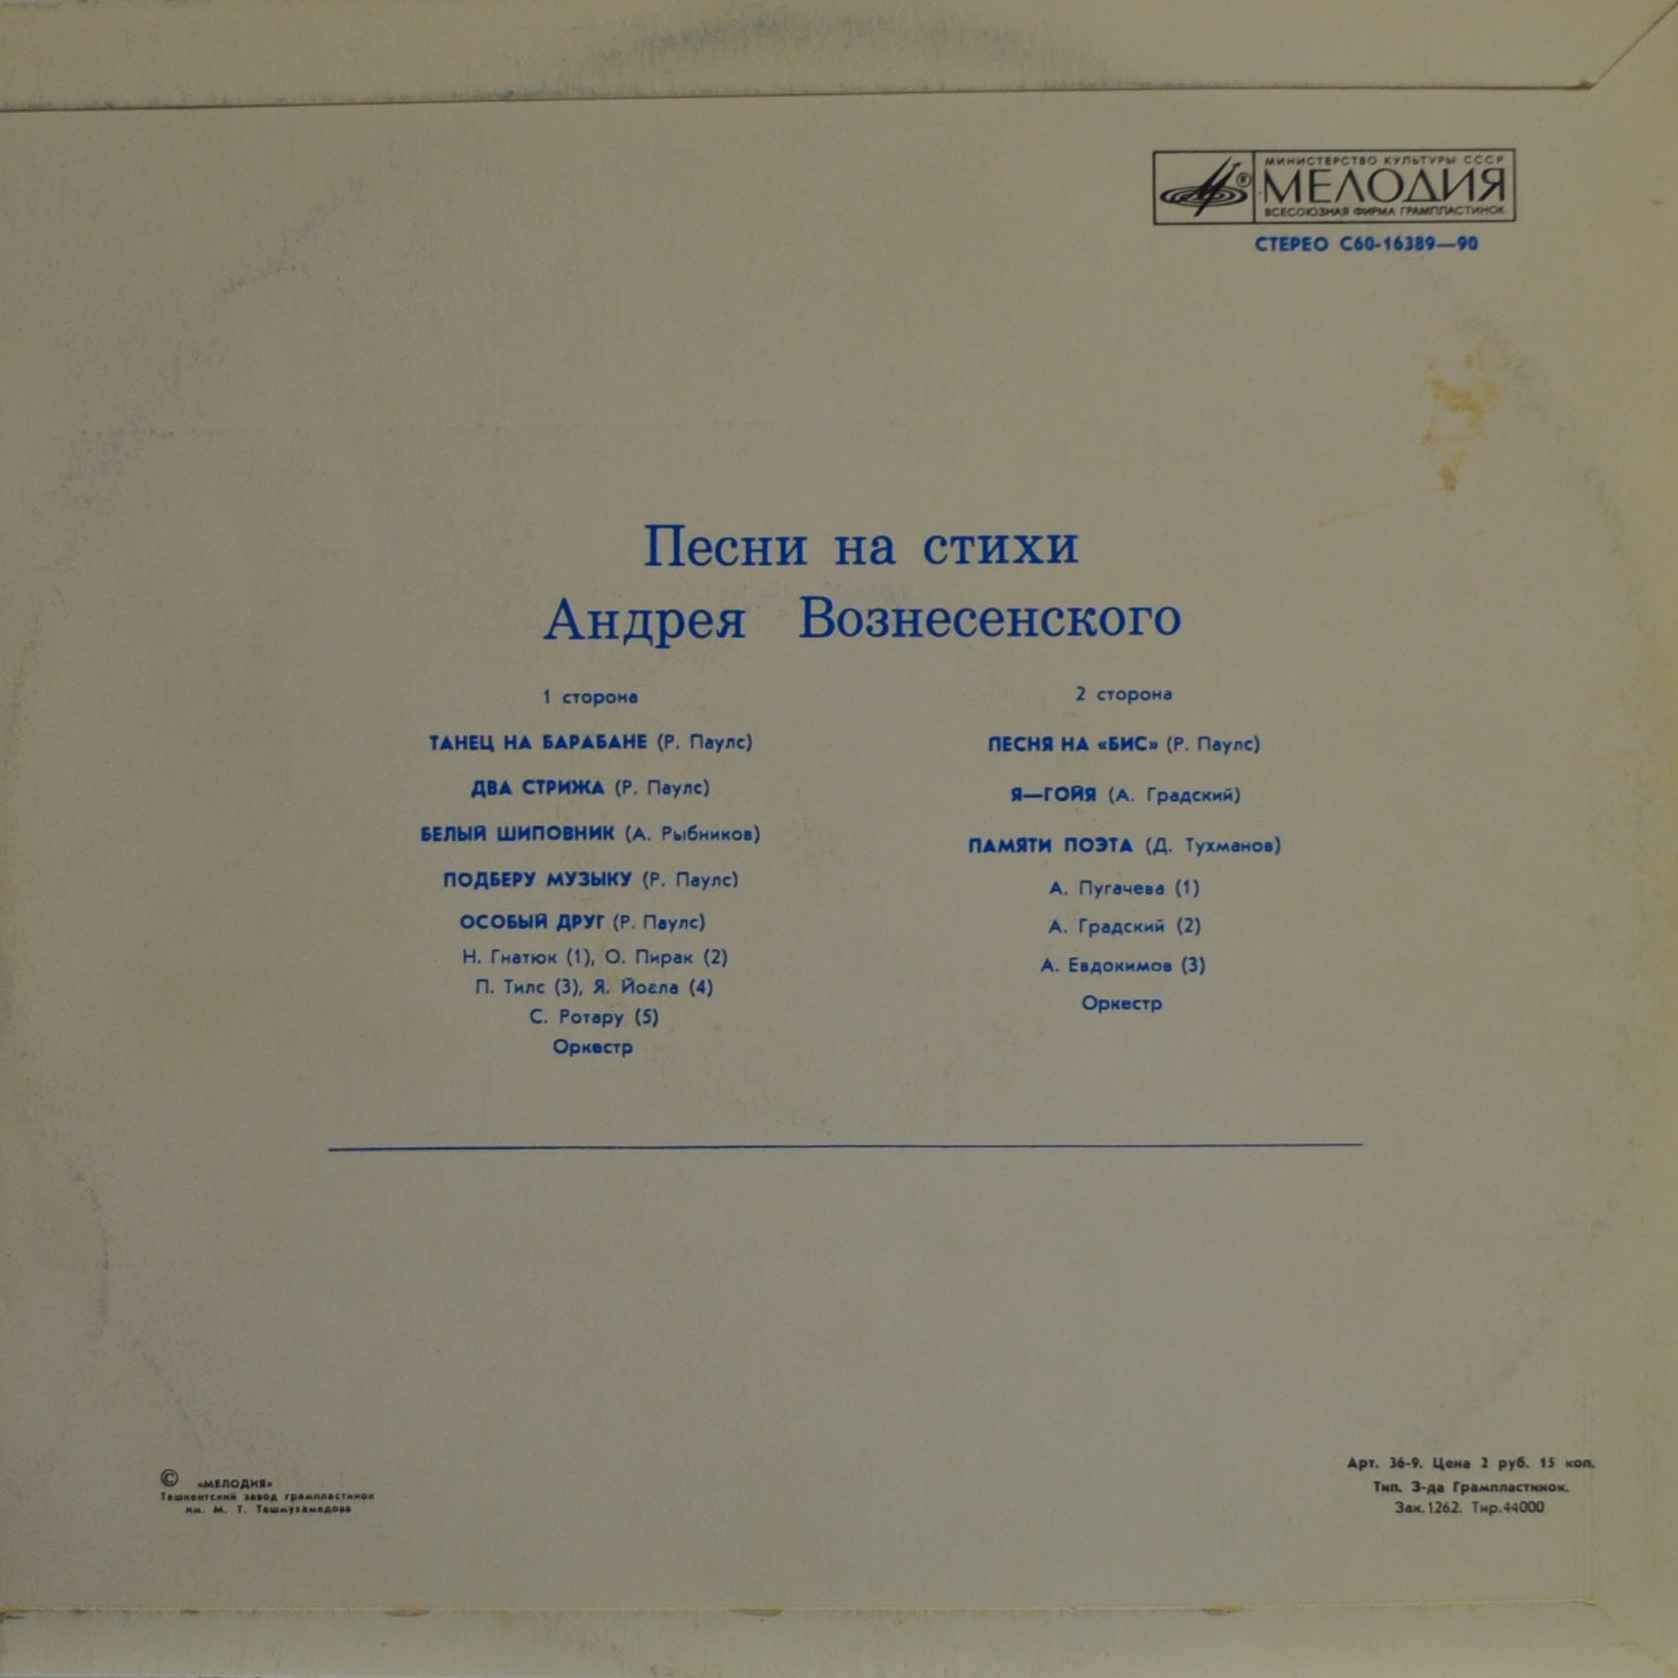 МИНИСТЕРСТВО КУЛЬТУРЫ СССР
МЕЛОДИЯ
ВСЕСОЮЗНАЯ ФИРМА ГРАМПЛАСТИНОК
СТЕРЕО С60-16389—90
Песни на стихи
Андрея Вознесенского
1 сторона
ТАНЕЦ НА БАРАБАНЕ (Р. Паулс)
ДВА СТРИЖА (Р. Паулс)
БЕЛЫЙ ШИПОВНИК (А. Рыбников)
ПОДБЕРУ МУЗЫКУ (Р. Паулс)
ОСОБЫЙ ДРУГ (Р. Паулс)
Н. Гнатюк (1), О. Пирак (2)
П. Тилс (3), Я. Йоала (4)
С. Ротару (5)
Оркестр
2 сторона
ПЕСНЯ НА «БИС» (Р. Паулс)
Я—ГОЙЯ (А. Градский)
ПАМЯТИ ПОЭТА (Д. Тухманов)
А. Пугачева (1)
А. Градский (2)
А. Евдокимов (3)
Оркестр
© «МЕЛОДИЯ»
Ташкентский завод грампластинок
им. М. Т. Ташмухамедова
Арт. 36-9. Цена 2 руб. 15 коп.
Тип. З-да Грампластинок.
Зак. 1262. Тир. 44000